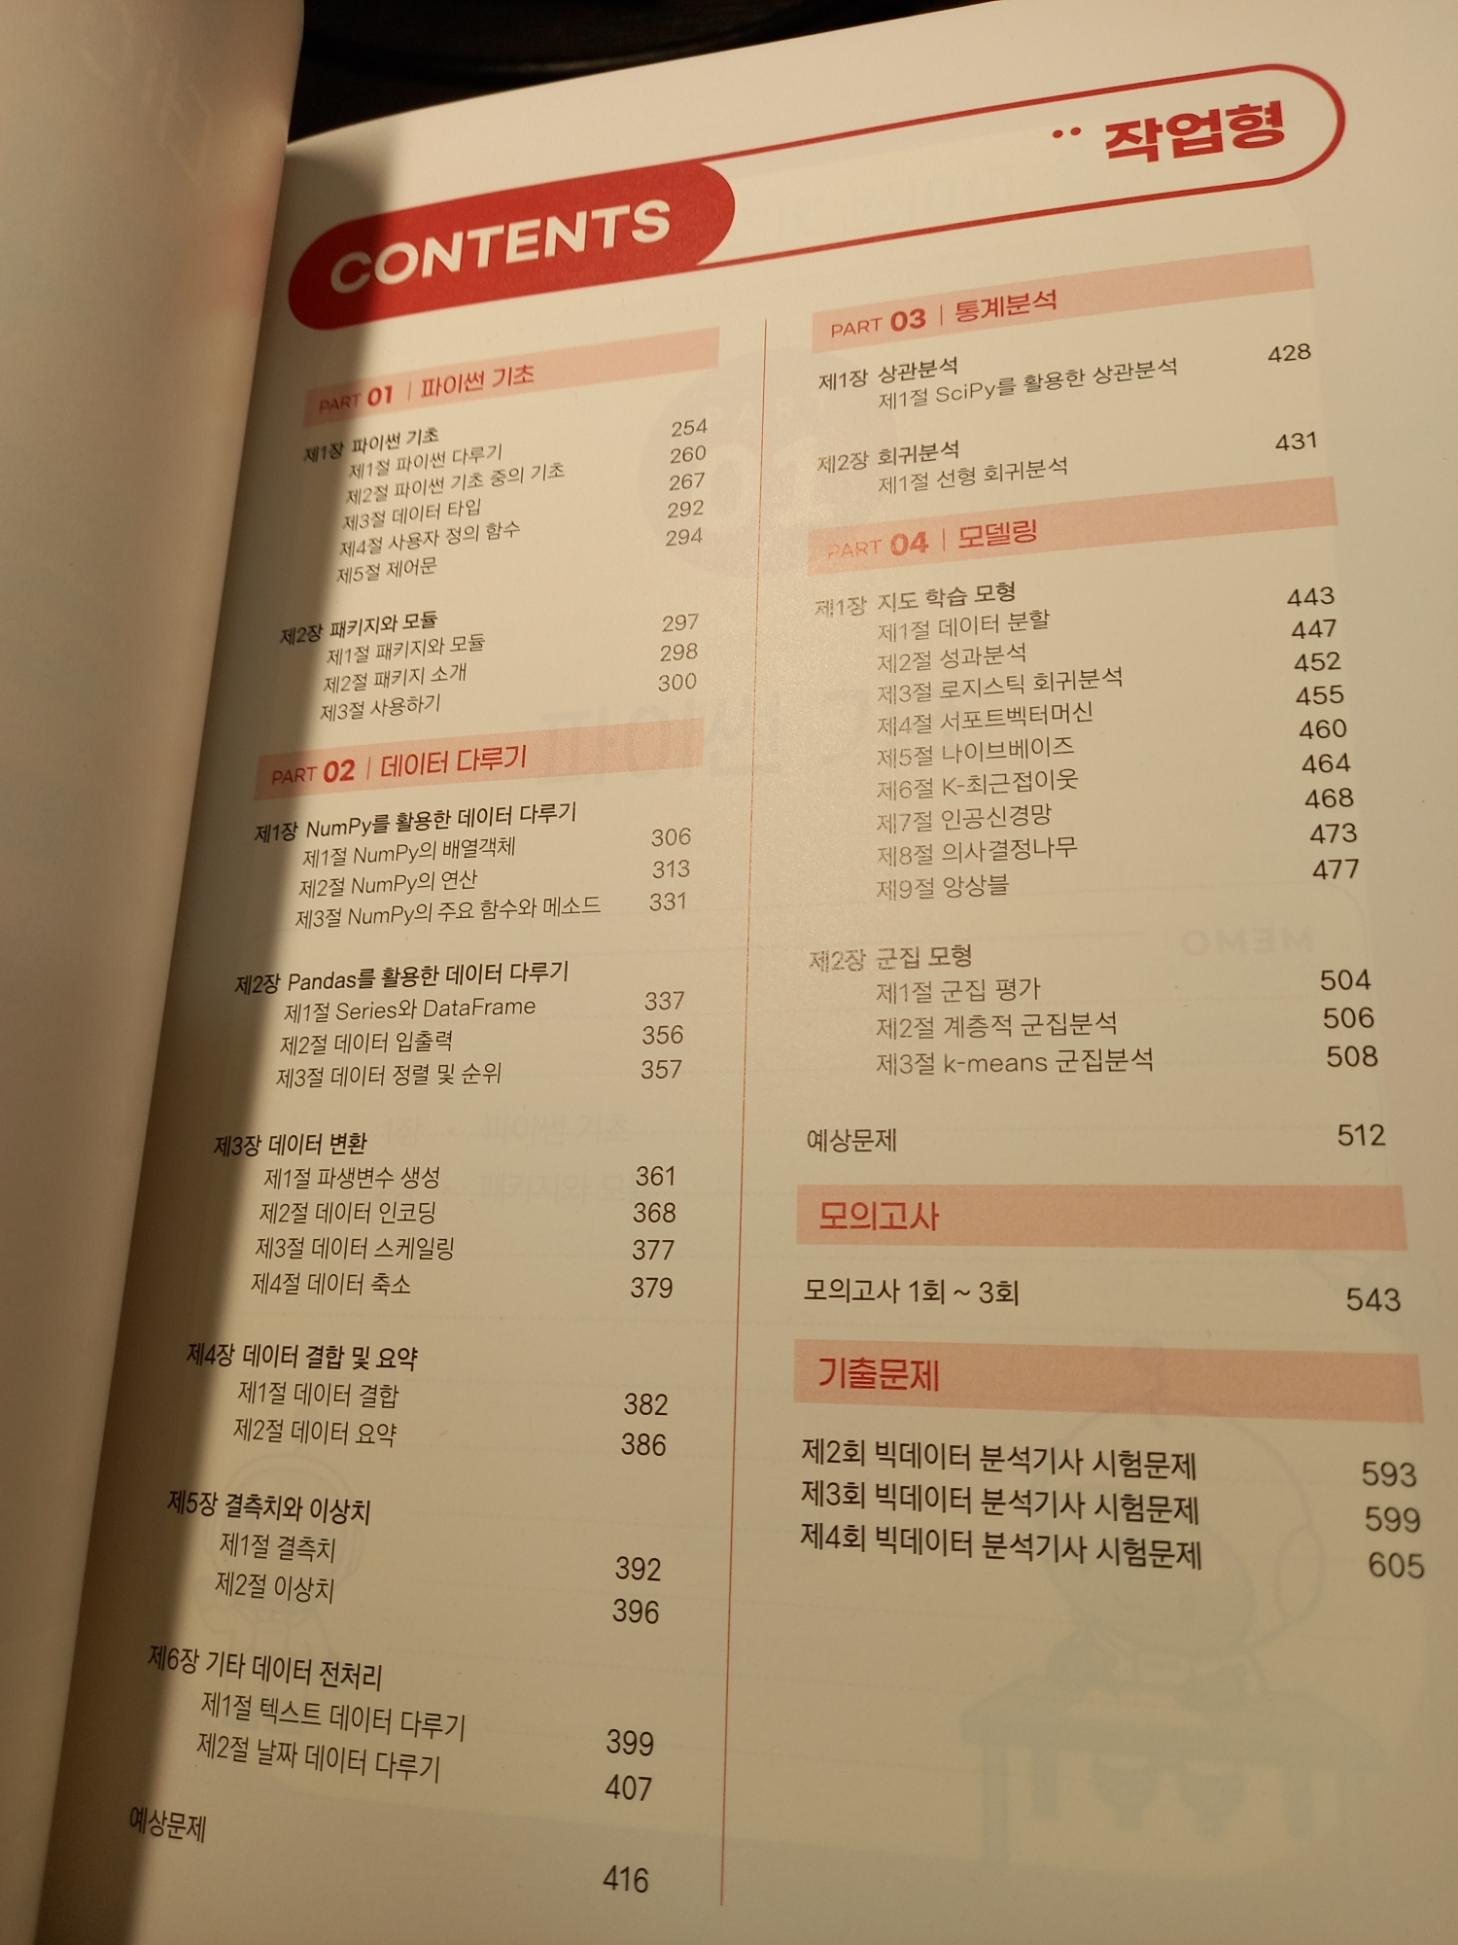 CONTENTS
작업형
PART 01 | 파이썬 기초
제1장 파이썬 기초
제1절 파이썬 다루기 254
제2절 파이썬 기초 중의 기초 260
제3절 데이터 타입 267
제4절 사용자 정의 함수 292
제5절 제어문 294
제2장 패키지와 모듈
제1절 패키지와 모듈 297
제2절 패키지 소개 298
제3절 사용하기 300
PART 02 | 데이터 다루기
제1장 NumPy를 활용한 데이터 다루기
제1절 NumPy의 배열객체 306
제2절 NumPy의 연산 313
제3절 NumPy의 주요 함수와 메소드 331
제2장 Pandas를 활용한 데이터 다루기
제1절 Series와 DataFrame 337
제2절 데이터 입출력 356
제3절 데이터 정렬 및 순위 357
제3장 데이터 변환
제1절 파생변수 생성 361
제2절 데이터 인코딩 368
제3절 데이터 스케일링 377
제4절 데이터 축소 379
제4장 데이터 결합 및 요약
제1절 데이터 결합 382
제2절 데이터 요약 386
제5장 결측치와 이상치
제1절 결측치 392
제2절 이상치 396
제6장 기타 데이터 전처리
제1절 텍스트 데이터 다루기 399
제2절 날짜 데이터 다루기 407
예상문제 416
PART 03 | 통계분석
제1장 상관분석
제1절 SciPy를 활용한 상관분석 428
제2장 회귀분석
제1절 선형 회귀분석 431
PART 04 | 모델링
제1장 지도 학습 모형
제1절 데이터 분할 443
제2절 성과분석 447
제3절 로지스틱 회귀분석 452
제4절 서포트벡터머신 455
제5절 나이브베이즈 460
제6절 K-최근접이웃 464
제7절 인공신경망 468
제8절 의사결정나무 473
제9절 앙상블 477
제2장 군집 모형
제1절 군집 평가 504
제2절 계층적 군집분석 506
제3절 k-means 군집분석 508
예상문제 512
모의고사
모의고사 1회 ~ 3회 543
기출문제
제2회 빅데이터 분석기사 시험문제 593
제3회 빅데이터 분석기사 시험문제 599
제4회 빅데이터 분석기사 시험문제 605